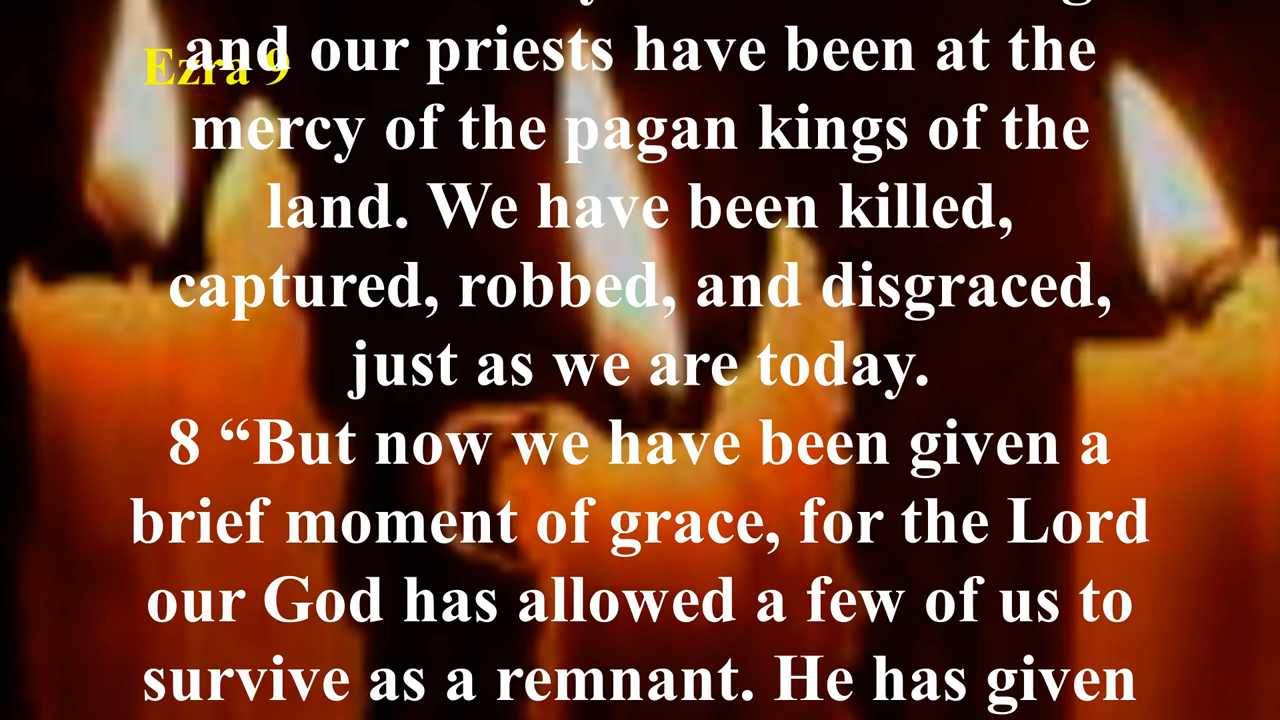 Ezra 9
and our priests have been at the
mercy of the pagan kings of the
land. We have been killed,
captured, robbed, and disgraced,
just as we are today.
8 “But now we have been given a
brief moment of grace, for the Lord
our God has allowed a few of us to
survive as a remnant. He has given